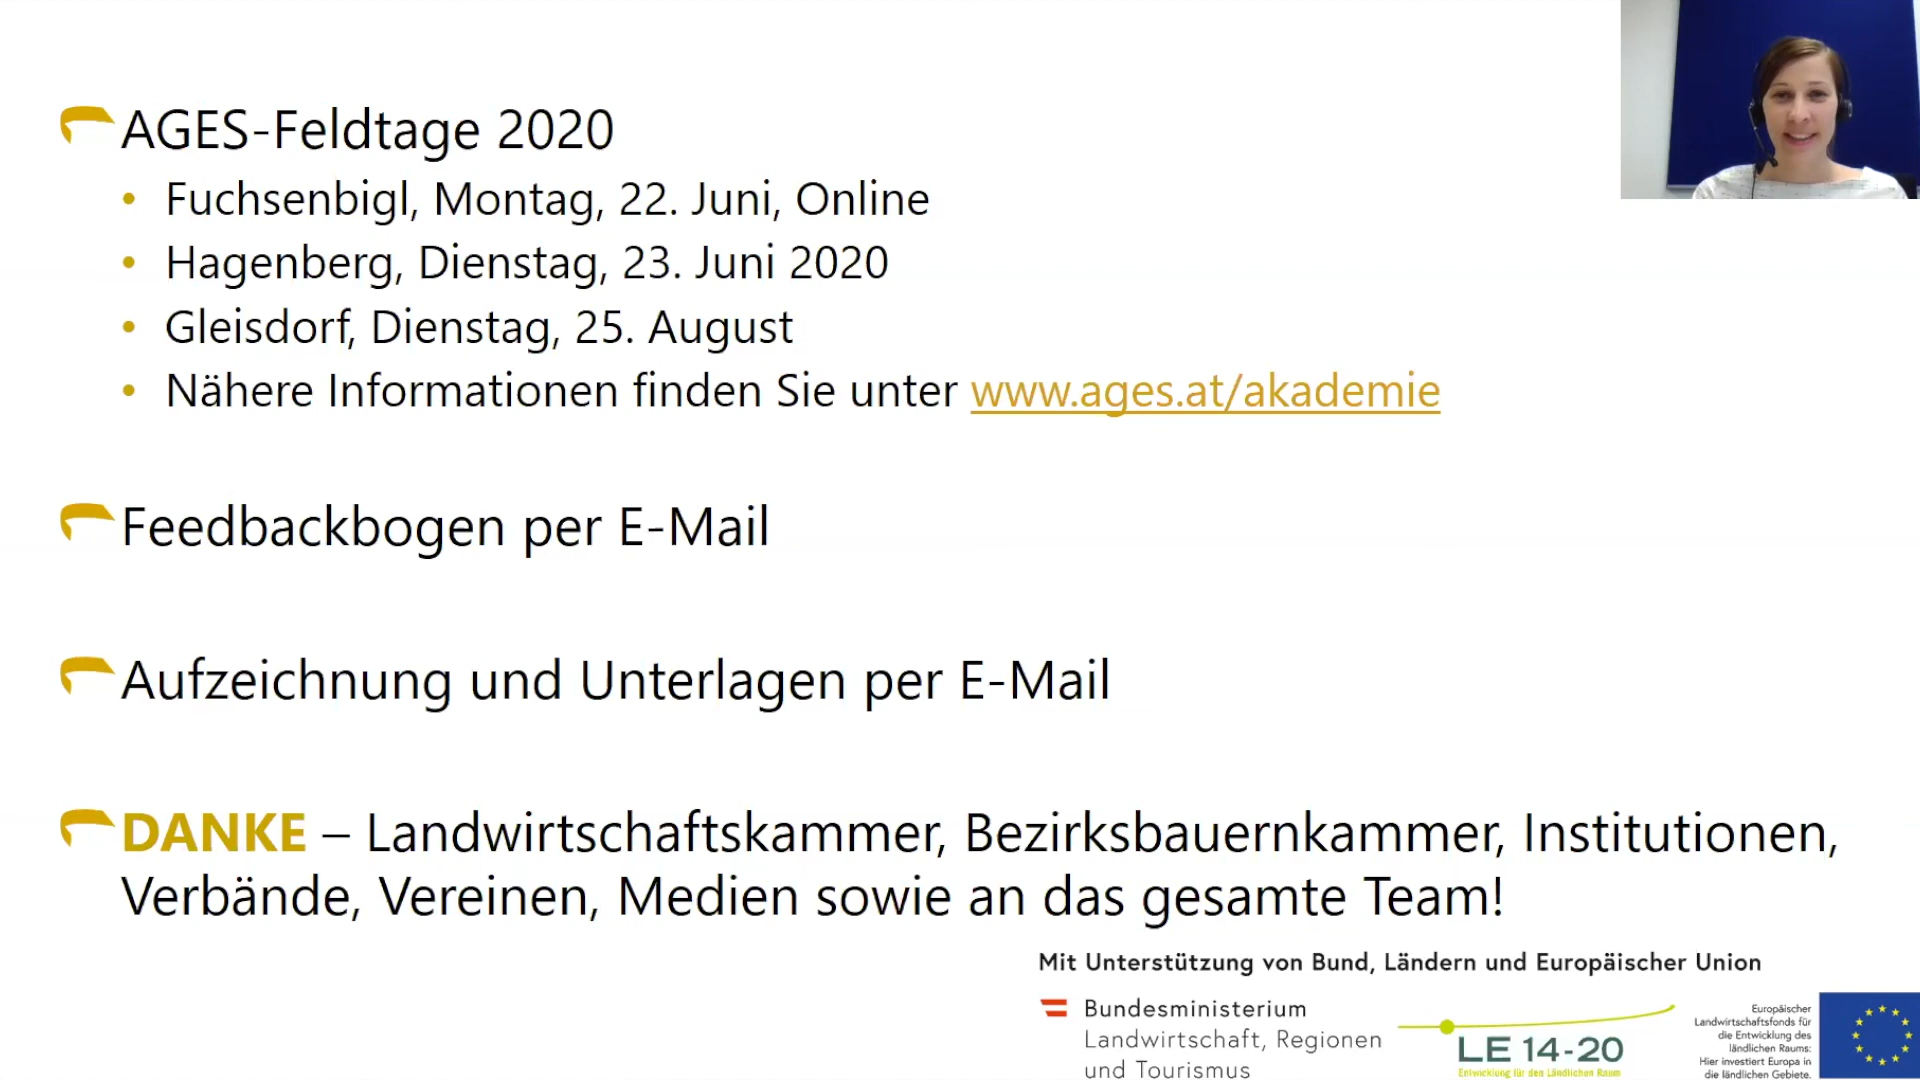 AGES-Feldtage 2020
• Fuchsenbigl, Montag, 22. Juni, Online
• Hagenberg, Dienstag, 23. Juni 2020
• Gleisdorf, Dienstag, 25. August
• Nähere Informationen finden Sie unter www.ages.at/akademie
Feedbackbogen per E-Mail
Aufzeichnung und Unterlagen per E-Mail
DANKE – Landwirtschaftskammer, Bezirksbauernkammer, Institutionen,
Verbände, Vereinen, Medien sowie an das gesamte Team!
Mit Unterstützung von Bund, Ländern und Europäischer Union
Bundesministerium
Landwirtschaft, Regionen
und Tourismus
LE 14-20
Entwicklung für den Ländlichen Raum
Europäischer
Landwirtschaftsfonds für
die Entwicklung des
ländlichen Raums:
Hier investiert Europa in
die ländlichen Gebiete.